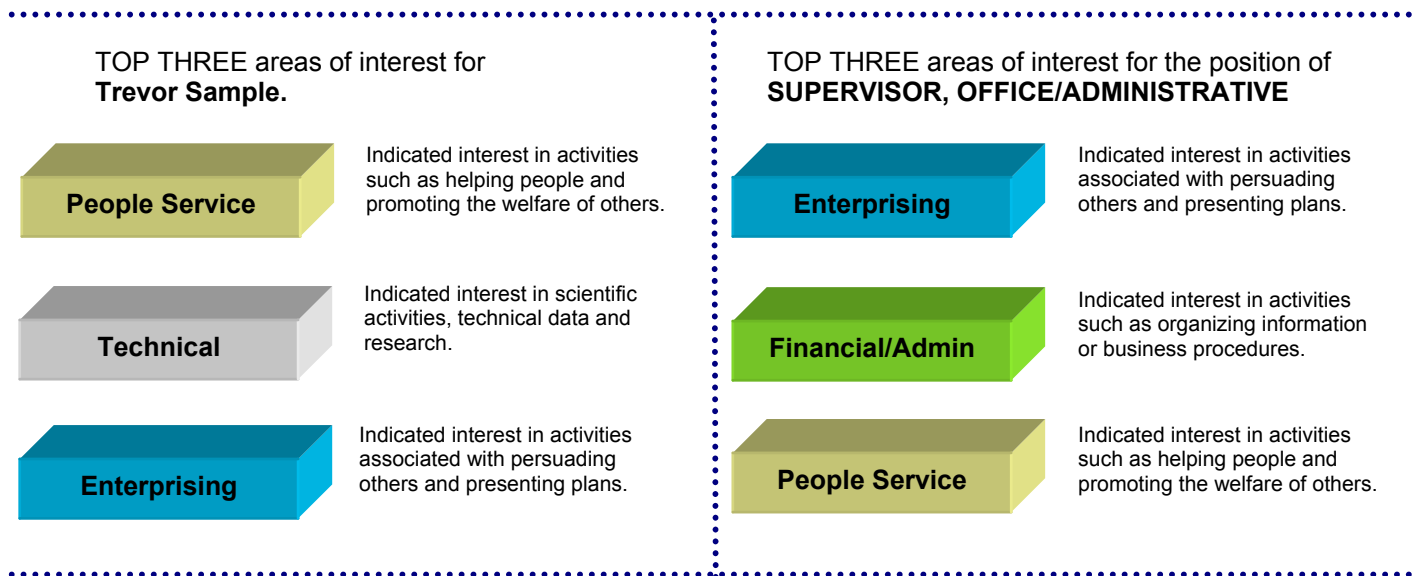 TOP THREE areas of interest for
Trevor Sample.
People Service
Indicated interest in activities
such as helping people and
promoting the welfare of others.
Technical
Indicated interest in scientific
activities, technical data and
research.
Enterprising
Indicated interest in activities
associated with persuading
others and presenting plans.
TOP THREE areas of interest for the position of
SUPERVISOR, OFFICE/ADMINISTRATIVE
Enterprising
Indicated interest in activities
associated with persuading
others and presenting plans.
Financial/Admin
Indicated interest in activities
such as organizing information
or business procedures.
People Service
Indicated interest in activities
such as helping people and
promoting the welfare of others.